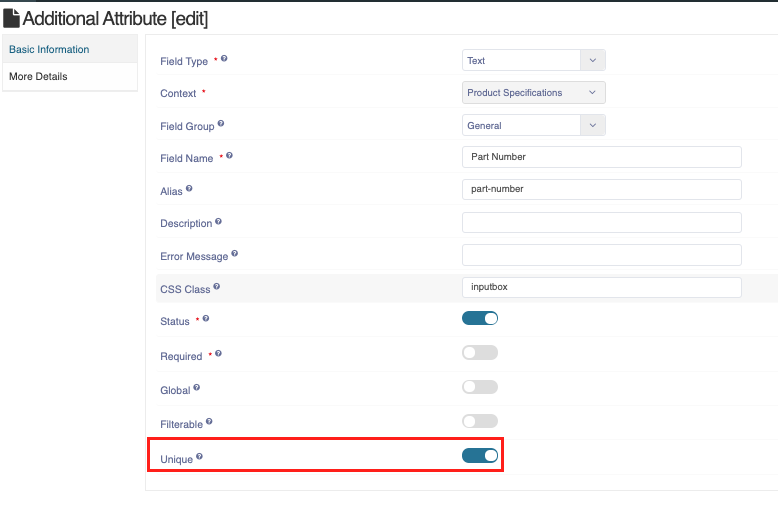 Additional Attribute [edit]
Basic Information
More Details
Field Type * ?
Text
Context *
Product Specifications
Field Group ?
General
Field Name * ?
Part Number
Alias ?
part-number
Description ?
Error Message ?
CSS Class ?
inputbox
Status * ?
Required * ?
Global ?
Filterable ?
Unique ?